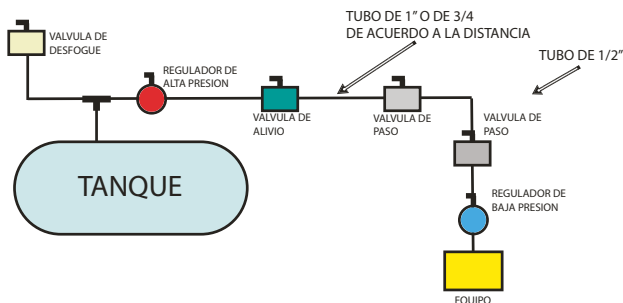 TUBO DE 1” O DE 3/4
DE ACUERDO A LA DISTANCIA
VALVULA DE
DESFOGUE
TUBO DE 1/2”
REGULADOR DE
ALTA PRESION
VALVULA DE
ALIVIO
VALVULA DE
PASO
VALVULA DE
PASO
TANQUE
REGULADOR DE
BAJA PRESION
EQUIPO